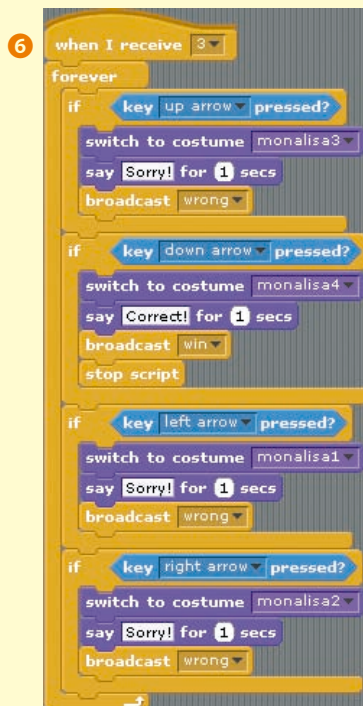 6
when I receive 3
forever
if key up arrow pressed?
switch to costume monalisa3
say Sorry! for 1 secs
broadcast wrong
if key down arrow pressed?
switch to costume monalisa4
say Correct! for 1 secs
broadcast win
stop script
if key left arrow pressed?
switch to costume monalisa1
say Sorry! for 1 secs
broadcast wrong
if key right arrow pressed?
switch to costume monalisa2
say Sorry! for 1 secs
broadcast wrong